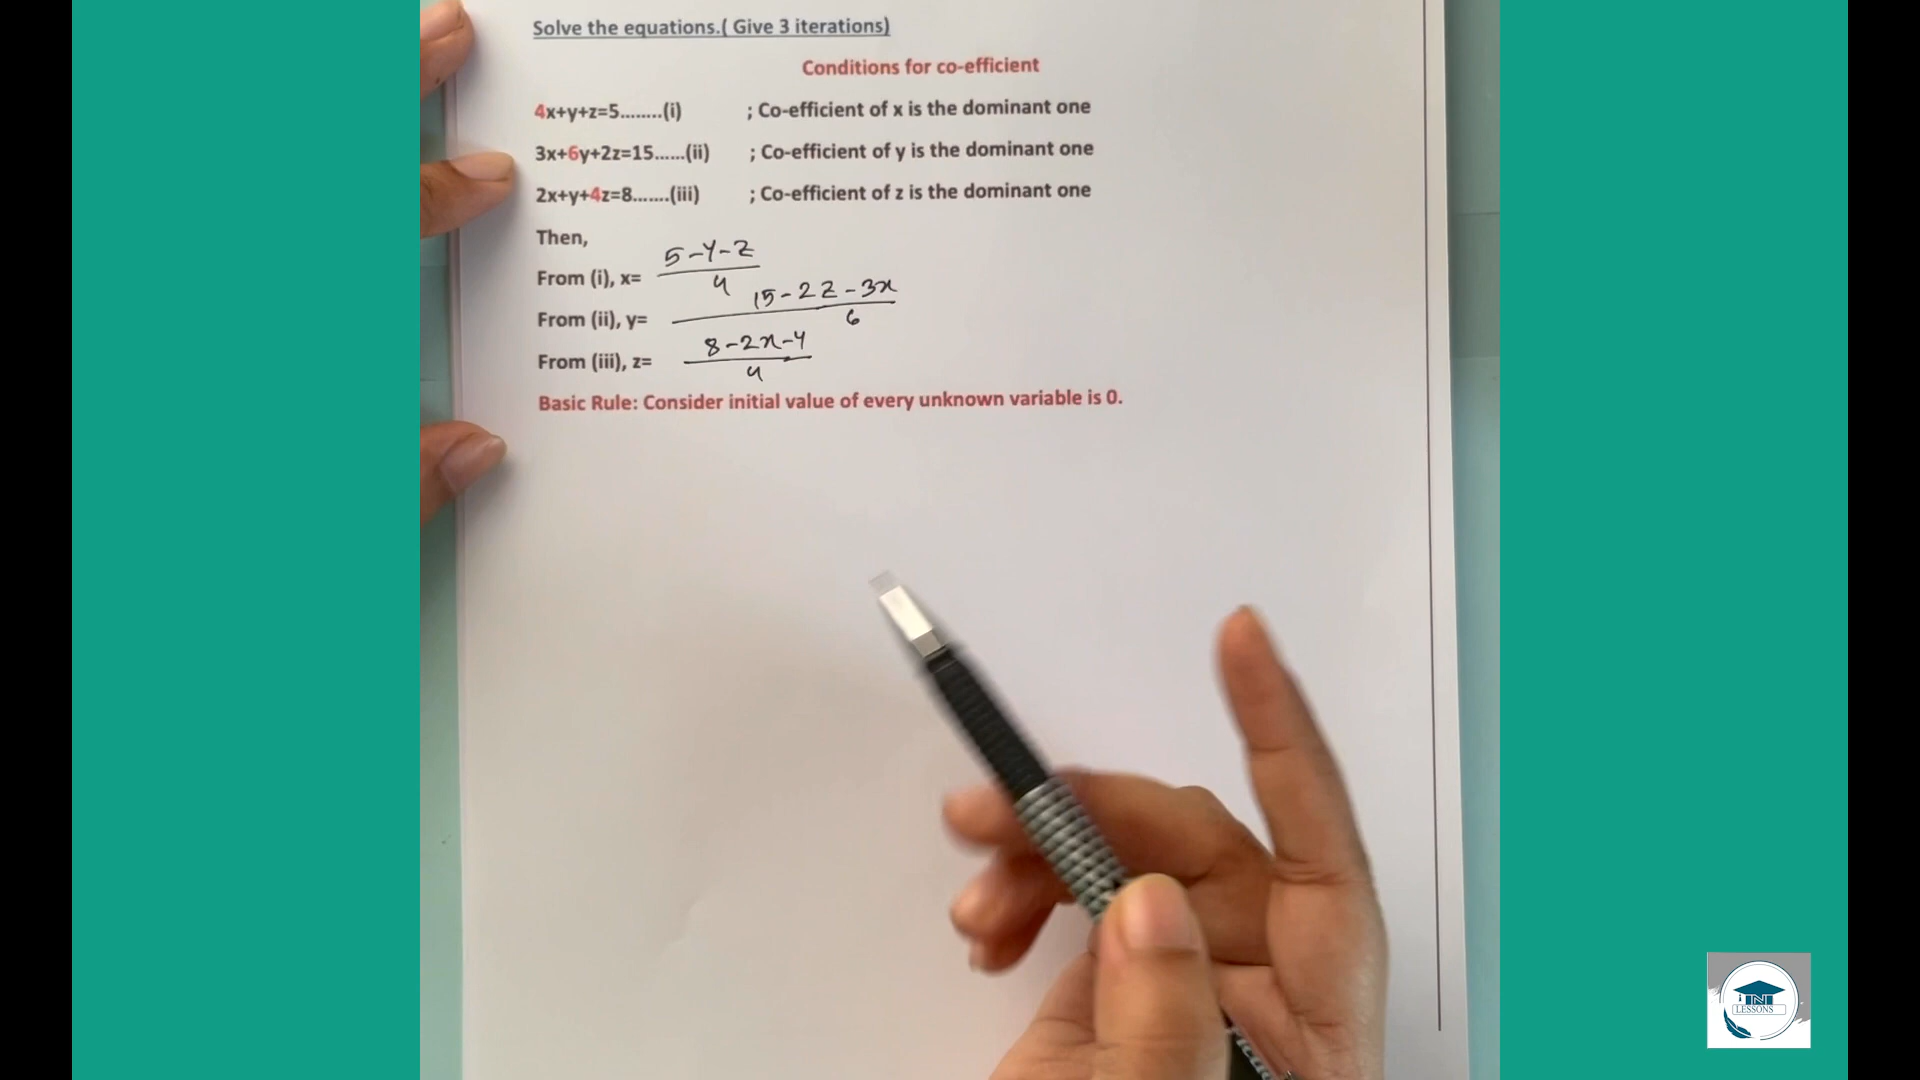 Solve the equations.( Give 3 iterations)
Conditions for co-efficient
4x+y+z=5........(i) ; Co-efficient of x is the dominant one
3x+6y+2z=15......(ii) ; Co-efficient of y is the dominant one
2x+y+4z=8.......(iii) ; Co-efficient of z is the dominant one
Then,
From (i), x= 5-y-z
4
From (ii), y= 15-2z-3x
6
From (iii), z= 8-2x-y
4
Basic Rule: Consider initial value of every unknown variable is 0.
iN
LESSONS